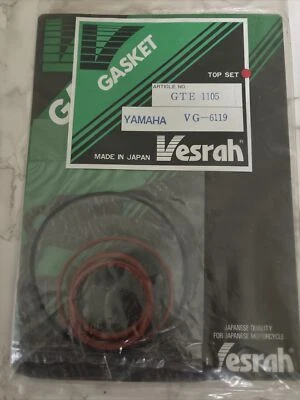 GASKET
GA
TOP SET
ARTICLE NO.
GTE 1105
YAMAHA VG-6119
MADE IN JAPAN Vesrah
JAPANESE QUALITY
FOR JAPANESE MOTORCYCLE
Vesrah